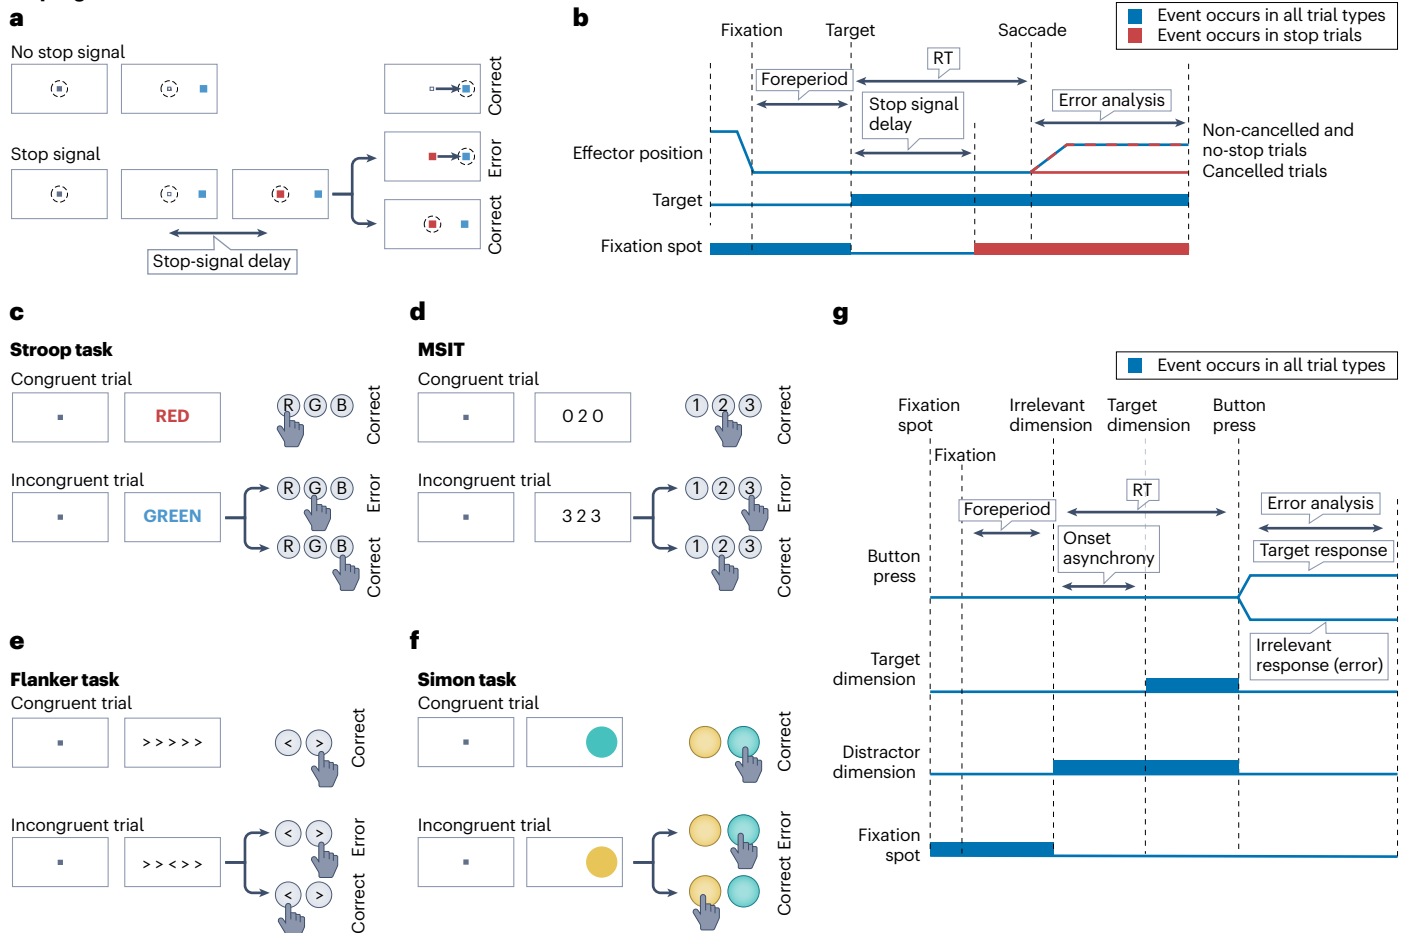 a
No stop signal
Correct
Stop signal
Error
Correct
Stop-signal delay
b
Event occurs in all trial types
Event occurs in stop trials
Fixation
Target
Saccade
RT
Foreperiod
Stop signal
delay
Error analysis
Effector position
Non-cancelled and
no-stop trials
Cancelled trials
Target
Fixation spot
c
Stroop task
Congruent trial
RED
R G B
Correct
Incongruent trial
GREEN
R G B
Error
R G B
Correct
d
MSIT
Congruent trial
0 2 0
1 2 3
Correct
Incongruent trial
3 2 3
1 2 3
Error
1 2 3
Correct
e
Flanker task
Congruent trial
> > > > >
< >
Correct
Incongruent trial
> > < > >
< >
Error
< >
Correct
f
Simon task
Congruent trial
Correct
Incongruent trial
Error
Correct
g
Event occurs in all trial types
Fixation
spot
Irrelevant
dimension
Target
dimension
Button
press
Fixation
RT
Foreperiod
Error analysis
Onset
asynchrony
Button
press
Target response
Irrelevant
response (error)
Target
dimension
Distractor
dimension
Fixation
spot